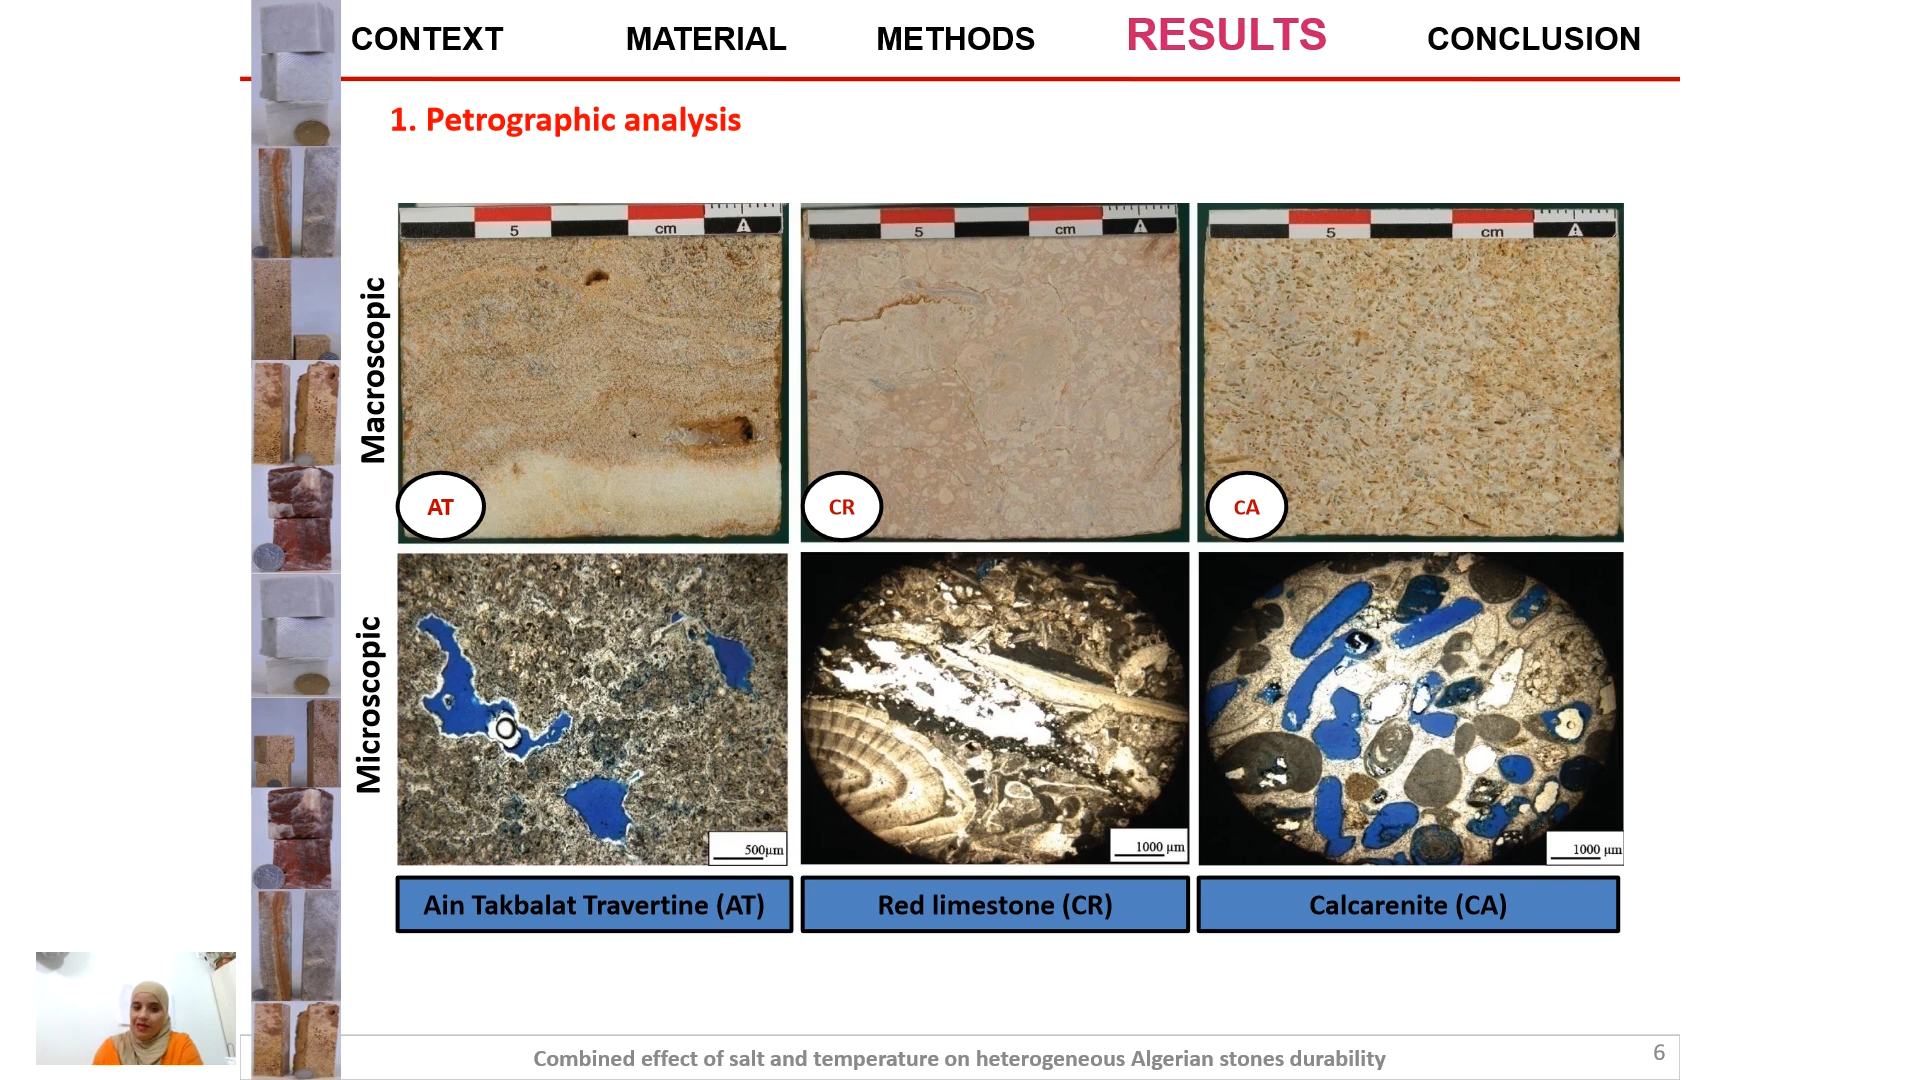 CONTEXT MATERIAL METHODS RESULTS CONCLUSION
1. Petrographic analysis
Macroscopic
5 cm
5 cm
5 cm
AT
CR
CA
Microscopic
500µm
1000 µm
1000 µm
Ain Takbalat Travertine (AT)
Red limestone (CR)
Calcarenite (CA)
Combined effect of salt and temperature on heterogeneous Algerian stones durability
6